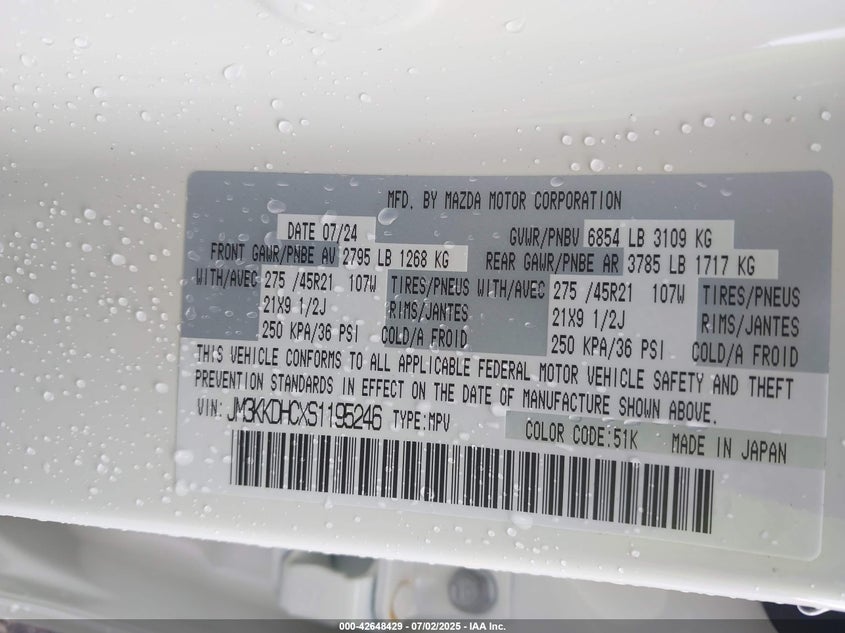 MFD. BY MAZDA MOTOR CORPORATION
DATE 07/24 GVWR/PNBV 6854 LB 3109 KG
FRONT GAWR/PNBE AV 2795 LB 1268 KG REAR GAWR/PNBE AR 3785 LB 1717 KG
WITH/AVEC 275 /45R21 107W TIRES/PNEUS WITH/AVEC 275 /45R21 107W TIRES/PNEUS
21X9 1/2J RIMS/JANTES 21X9 1/2J RIMS/JANTES
250 KPA/36 PSI COLD/A FROID 250 KPA/36 PSI COLD/A FROID
THIS VEHICLE CONFORMS TO ALL APPLICABLE FEDERAL MOTOR VEHICLE SAFETY AND THEFT
PREVENTION STANDARDS IN EFFECT ON THE DATE OF MANUFACTURE SHOWN ABOVE.
VIN: JM3KKDHCXS1195246 TYPE:MPV COLOR CODE:51K MADE IN JAPAN
000-42648429 - 07/02/2025 - IAA Inc.